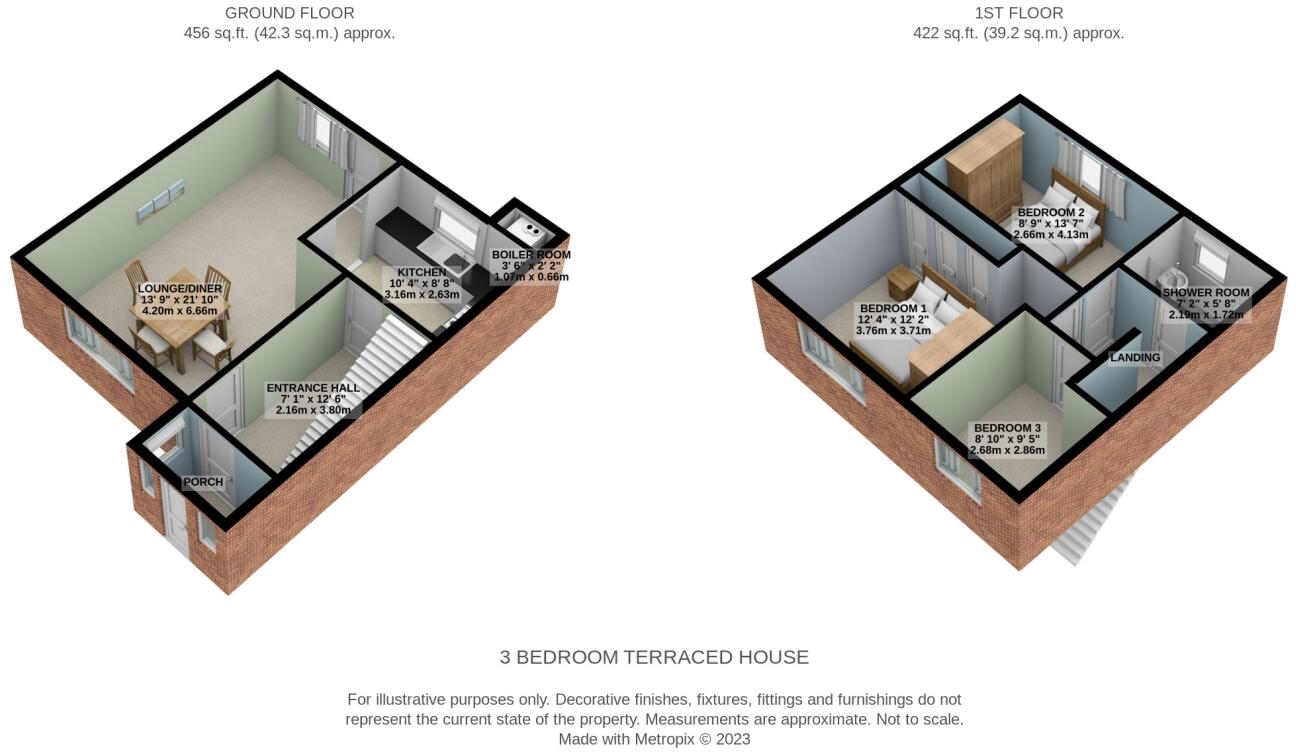 GROUND FLOOR
456 sq.ft. (42.3 sq.m.) approx.
1ST FLOOR
422 sq.ft. (39.2 sq.m.) approx.
LOUNGE/DINER
13' 9" x 21' 10"
4.20m x 6.66m
KITCHEN
10' 4" x 8' 8"
3.16m x 2.63m
BOILER ROOM
3' 6" x 2' 2"
1.07m x 0.66m
ENTRANCE HALL
7' 1" x 12' 6"
2.16m x 3.80m
PORCH
BEDROOM 2
8' 9" x 13' 7"
2.66m x 4.13m
BEDROOM 1
12' 4" x 12' 2"
3.76m x 3.71m
SHOWER ROOM
7' 2" x 5' 8"
2.19m x 1.72m
LANDING
BEDROOM 3
8' 10" x 9' 5"
2.68m x 2.86m
3 BEDROOM TERRACED HOUSE
For illustrative purposes only. Decorative finishes, fixtures, fittings and furnishings do not
represent the current state of the property. Measurements are approximate. Not to scale.
Made with Metropix © 2023